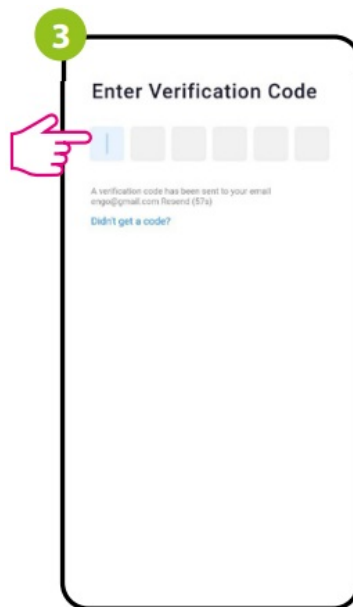 3
Enter Verification Code
A verification code has been sent to your email
engo@gmail.com Resend (57s)
Didn't get a code?